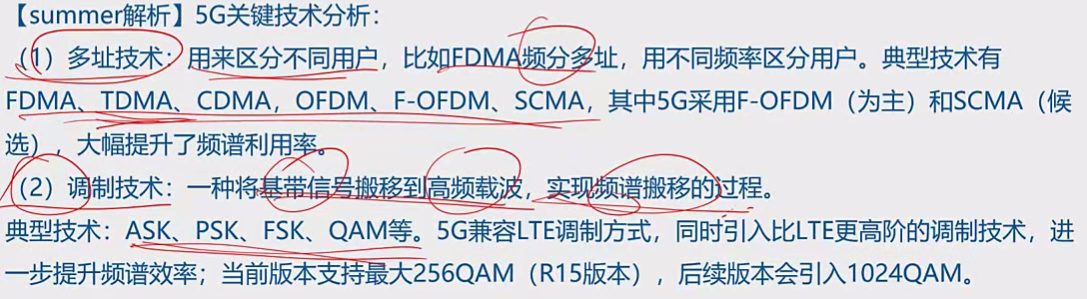 【summer解析】5G关键技术分析：
（1）多址技术：用来区分不同用户，比如FDMA频分多址，用不同频率区分用户。典型技术有
FDMA、TDMA、CDMA，OFDM、F-OFDM、SCMA，其中5G采用F-OFDM（为主）和SCMA（候
选），大幅提升了频谱利用率。
（2）调制技术：一种将基带信号搬移到高频载波，实现频谱搬移的过程。
典型技术：ASK、PSK、FSK、QAM等。5G兼容LTE调制方式，同时引入比LTE更高阶的调制技术，进
一步提升频谱效率；当前版本支持最大256QAM（R15版本），后续版本会引入1024QAM。